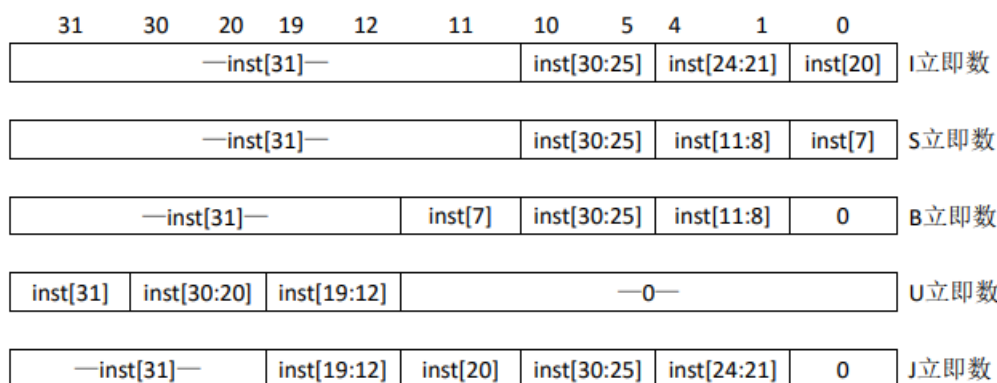 31 30 20 19 12 11 10 5 4 1 0
—inst[31]— inst[30:25] inst[24:21] inst[20] I立即数
—inst[31]— inst[30:25] inst[11:8] inst[7] S立即数
—inst[31]— inst[7] inst[30:25] inst[11:8] 0 B立即数
inst[31] inst[30:20] inst[19:12] —0— U立即数
—inst[31]— inst[19:12] inst[20] inst[30:25] inst[24:21] 0 J立即数